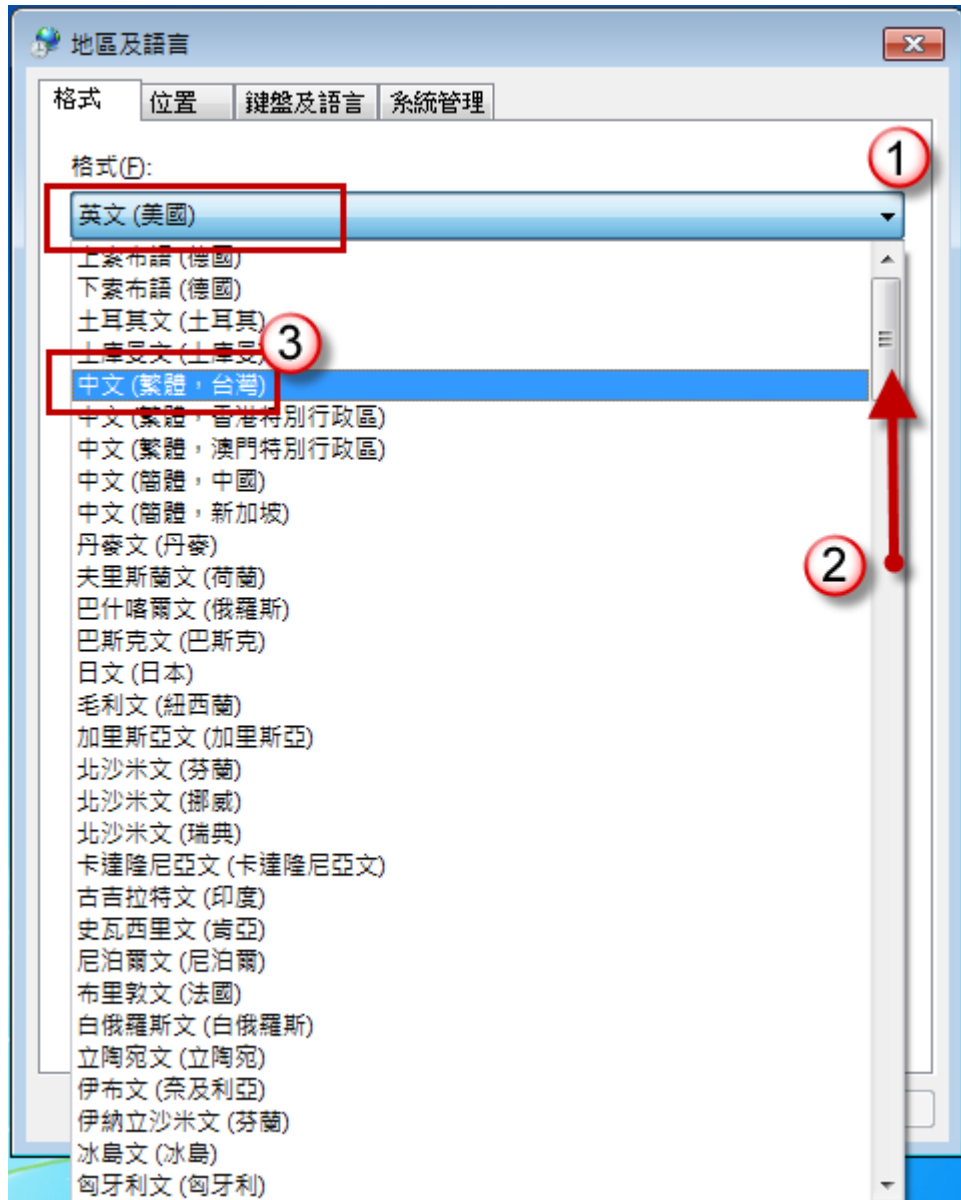 地區及語言
格式 位置 鍵盤及語言 系統管理
格式(F):
1
英文 (美國)
上索布語 (德國)
下索布語 (德國)
土耳其文 (土耳其)
土庫曼文 (土庫曼)
3
中文 (繁體，台灣)
中文 (繁體，香港特別行政區)
中文 (繁體，澳門特別行政區)
中文 (簡體，中國)
中文 (簡體，新加坡)
丹麥文 (丹麥)
2
夫里斯蘭文 (荷蘭)
巴什喀爾文 (俄羅斯)
巴斯克文 (巴斯克)
日文 (日本)
毛利文 (紐西蘭)
加里斯亞文 (加里斯亞)
北沙米文 (芬蘭)
北沙米文 (挪威)
北沙米文 (瑞典)
卡達隆尼亞文 (卡達隆尼亞文)
古吉拉特文 (印度)
史瓦西里文 (肯亞)
尼泊爾文 (尼泊爾)
布里敦文 (法國)
白俄羅斯文 (白俄羅斯)
立陶宛文 (立陶宛)
伊布文 (奈及利亞)
伊納立沙米文 (芬蘭)
冰島文 (冰島)
匈牙利文 (匈牙利)